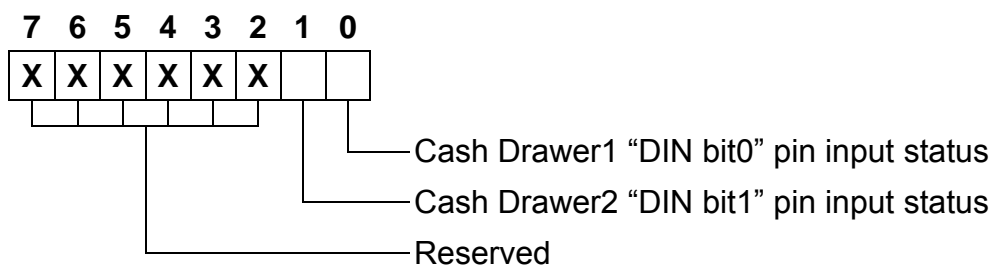 7 6 5 4 3 2 1 0
X X X X X X
Cash Drawer1 “DIN bit0” pin input status
Cash Drawer2 “DIN bit1” pin input status
Reserved